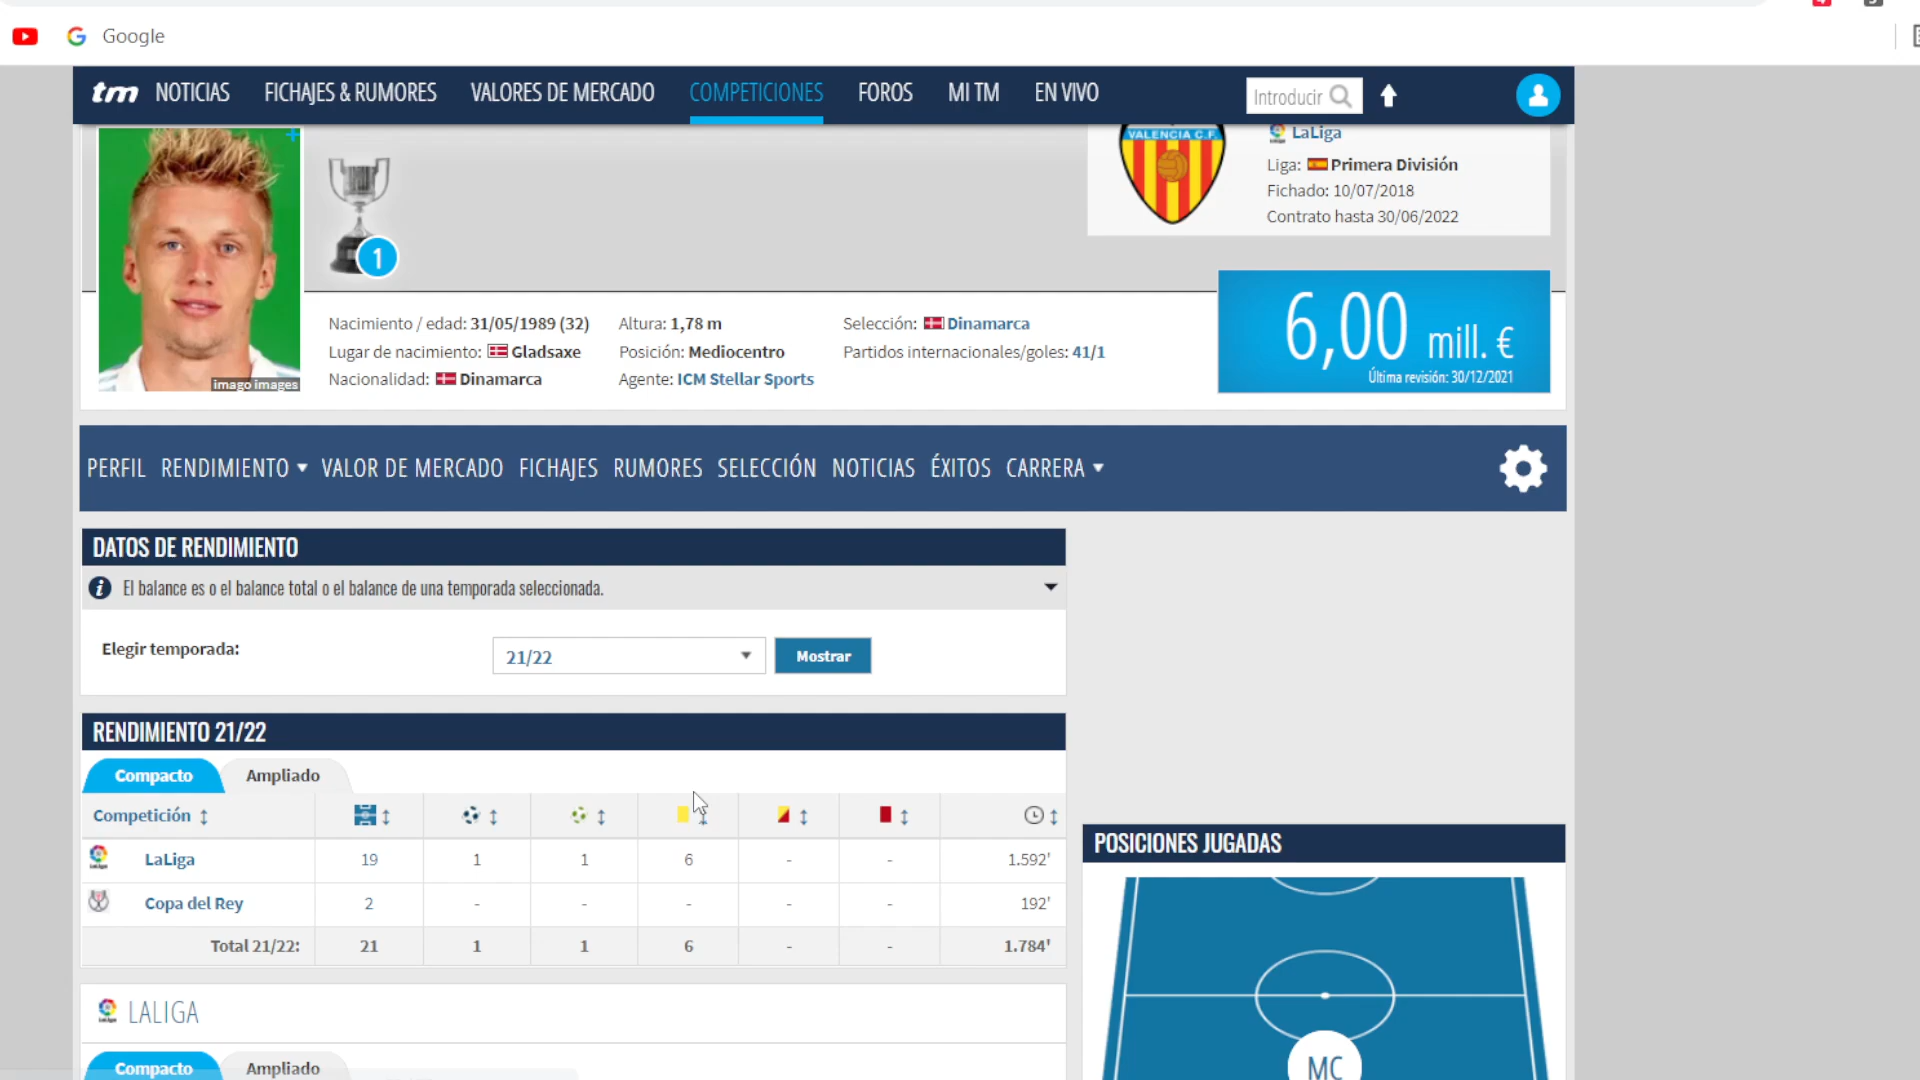 Google
tm NOTICIAS FICHAJES & RUMORES VALORES DE MERCADO COMPETICIONES FOROS MI TM EN VIVO Introducir
VALENCIA C.F.
LaLiga
Liga: Primera División
Fichado: 10/07/2018
Contrato hasta 30/06/2022
1
imago images
Nacimiento / edad: 31/05/1989 (32)
Lugar de nacimiento: Gladsaxe
Nacionalidad: Dinamarca
Altura: 1,78 m
Posición: Mediocentro
Agente: ICM Stellar Sports
Selección: Dinamarca
Partidos internacionales/goles: 41/1
6,00 mill. €
Última revisión: 30/12/2021
PERFIL RENDIMIENTO VALOR DE MERCADO FICHAJES RUMORES SELECCIÓN NOTICIAS ÉXITOS CARRERA
DATOS DE RENDIMIENTO
El balance es o el balance total o el balance de una temporada seleccionada.
Elegir temporada: 21/22 Mostrar
RENDIMIENTO 21/22
Compacto Ampliado
Competición
LaLiga 19 1 1 6 - - 1.592'
Copa del Rey 2 - - - - - 192'
Total 21/22: 21 1 1 6 - - 1.784'
LALIGA
Compacto Ampliado
POSICIONES JUGADAS
MC